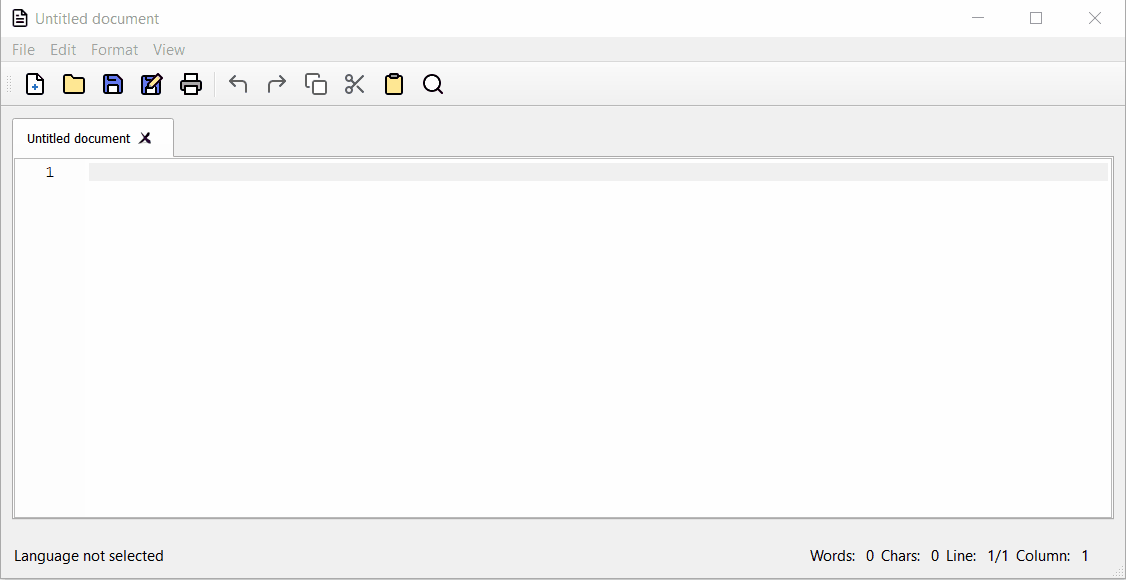 Untitled document
File Edit Format View
Untitled document
1
Language not selected
Words: 0 Chars: 0 Line: 1/1 Column: 1